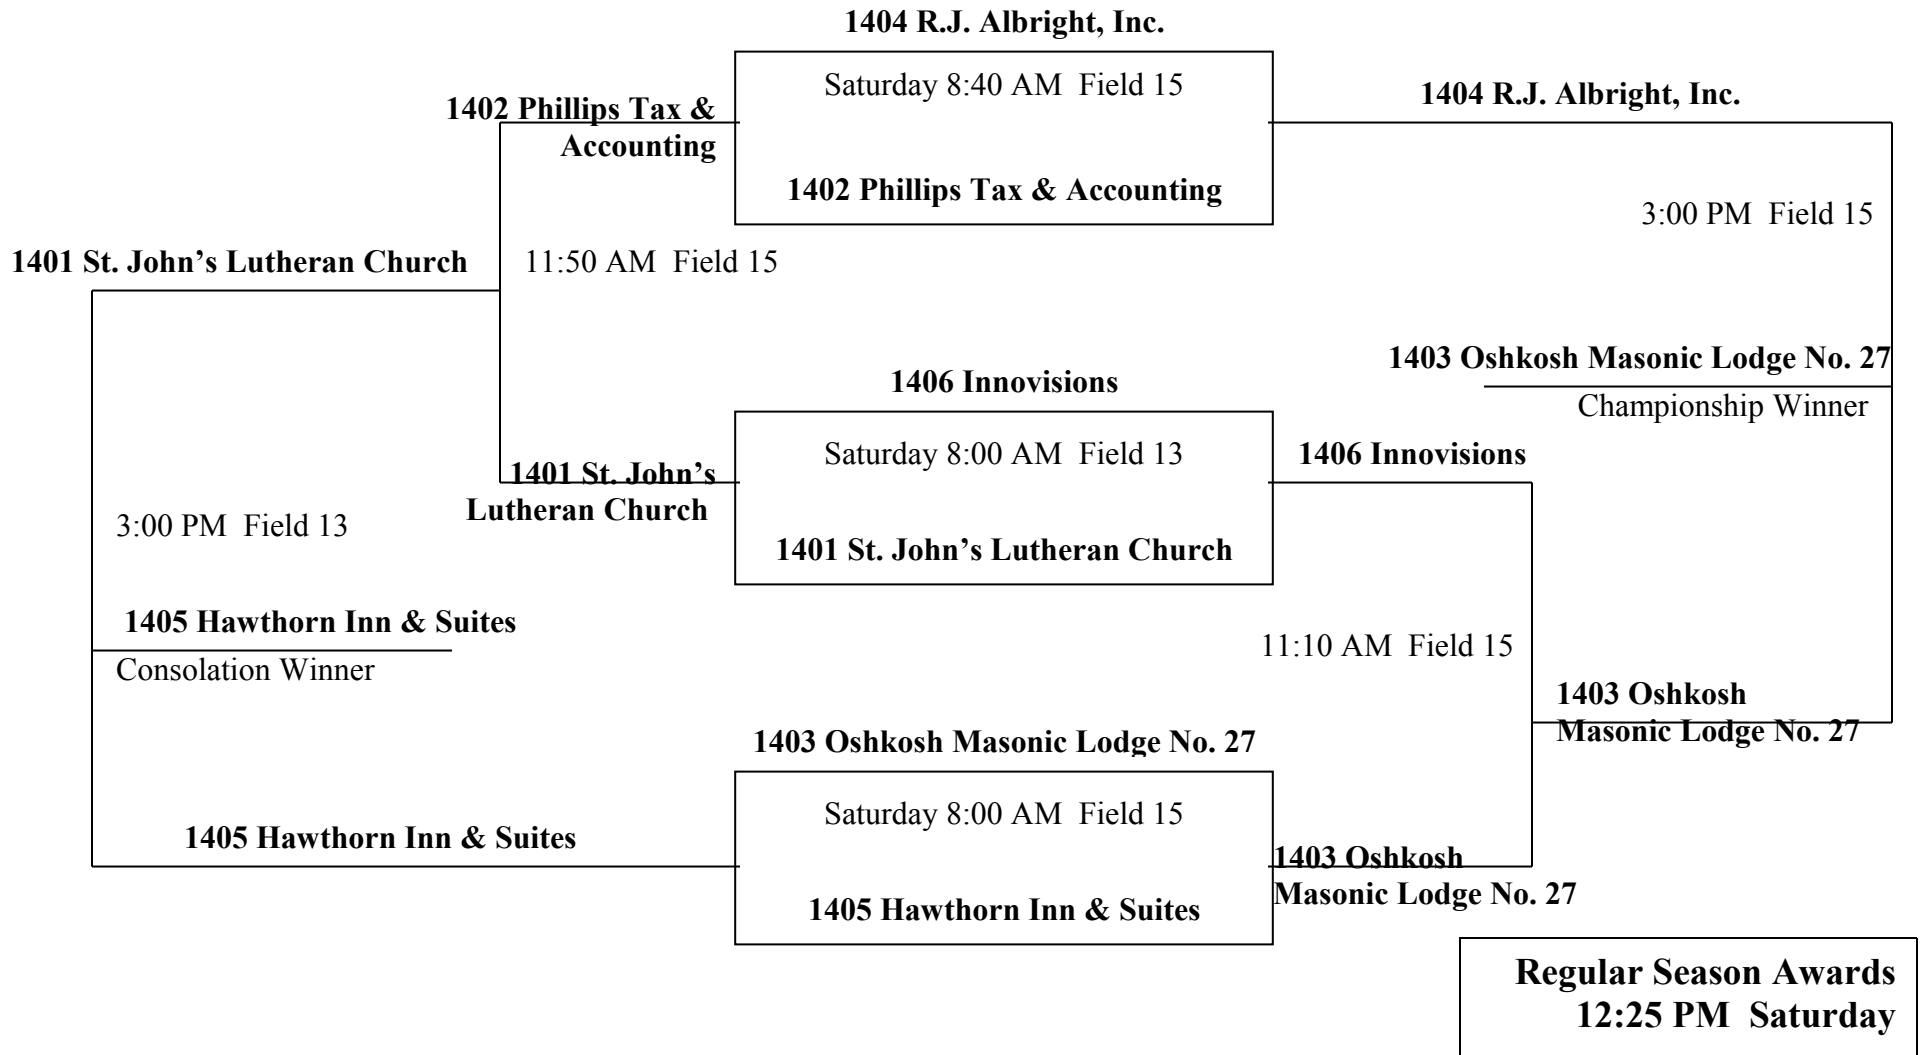 1404 R.J. Albright, Inc.
Saturday 8:40 AM  Field 15
1402 Phillips Tax &
Accounting
1404 R.J. Albright, Inc.
1402 Phillips Tax & Accounting
3:00 PM  Field 15
1401 St. John’s Lutheran Church
11:50 AM  Field 15
1403 Oshkosh Masonic Lodge No. 27
Championship Winner
1406 Innovisions
Saturday 8:00 AM  Field 13
1406 Innovisions
1401 St. John’s
Lutheran Church
3:00 PM  Field 13
1401 St. John’s Lutheran Church
1405 Hawthorn Inn & Suites
Consolation Winner
11:10 AM  Field 15
1403 Oshkosh
Masonic Lodge No. 27
1403 Oshkosh Masonic Lodge No. 27
Saturday 8:00 AM  Field 15
1405 Hawthorn Inn & Suites
1403 Oshkosh
Masonic Lodge No. 27
1405 Hawthorn Inn & Suites
Regular Season Awards
12:25 PM  Saturday